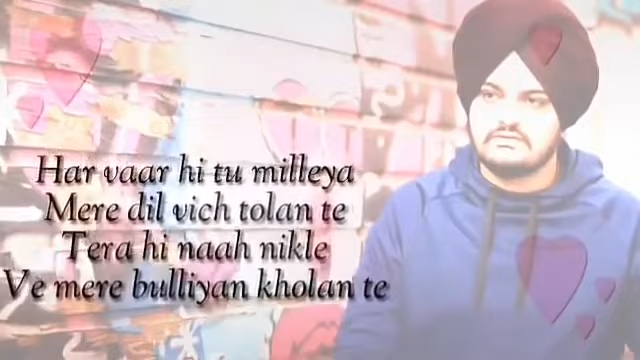 Har vaar hi tu milleya
Mere dil vich tolan te
Tera hi naah nikle
Ve mere bulliyan kholan te